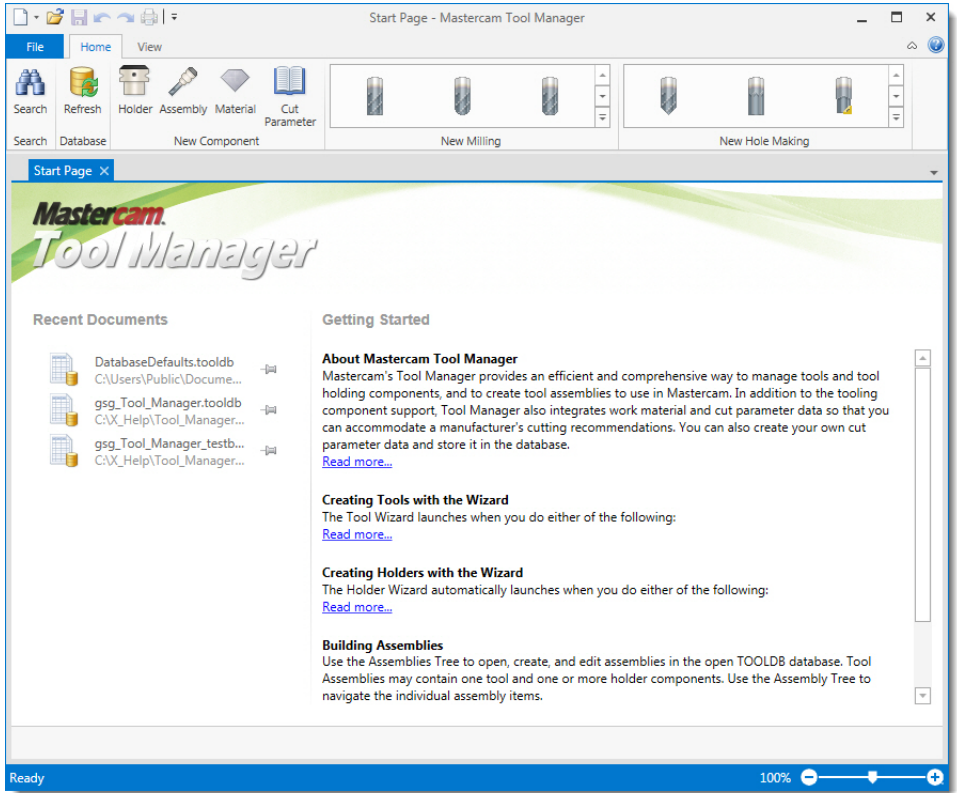 Start Page - Mastercam Tool Manager
File Home View
Search Refresh Holder Assembly Material Cut Parameter
Search Database New Component New Milling New Hole Making
Start Page
Mastercam.
Tool Manager
Recent Documents
DatabaseDefaults.tooldb
C:\Users\Public\Docume...
gsg_Tool_Manager.tooldb
C:\X_Help\Tool_Manager...
gsg_Tool_Manager_testb...
C:\X_Help\Tool_Manager...
Getting Started
About Mastercam Tool Manager
Mastercam's Tool Manager provides an efficient and comprehensive way to manage tools and tool
holding components, and to create tool assemblies to use in Mastercam. In addition to the tooling
component support, Tool Manager also integrates work material and cut parameter data so that you
can accommodate a manufacturer's cutting recommendations. You can also create your own cut
parameter data and store it in the database.
Read more...
Creating Tools with the Wizard
The Tool Wizard launches when you do either of the following:
Read more...
Creating Holders with the Wizard
The Holder Wizard automatically launches when you do either of the following:
Read more...
Building Assemblies
Use the Assemblies Tree to open, create, and edit assemblies in the open TOOLDB database. Tool
Assemblies may contain one tool and one or more holder components. Use the Assembly Tree to
navigate the individual assembly items.
Ready
100%